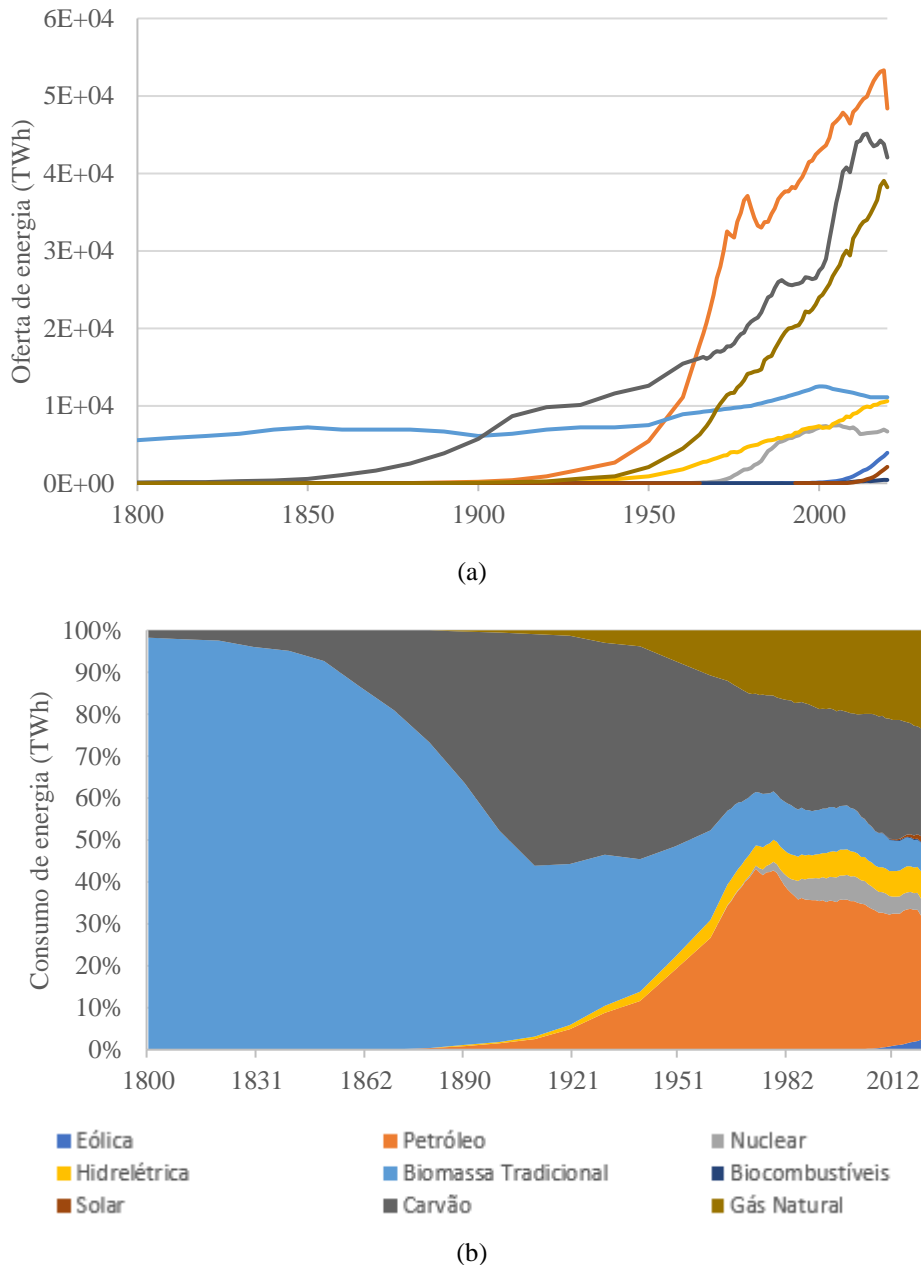 6E+04
5E+04
4E+04
3E+04
2E+04
1E+04
0E+00
Oferta de energia (TWh)
1800 1850 1900 1950 2000
(a)
100%
90%
80%
70%
60%
50%
40%
30%
20%
10%
0%
Consumo de energia (TWh)
1800 1831 1862 1890 1921 1951 1982 2012
Eólica Petróleo Nuclear
Hidrelétrica Biomassa Tradicional Biocombustíveis
Solar Carvão Gás Natural
(b)